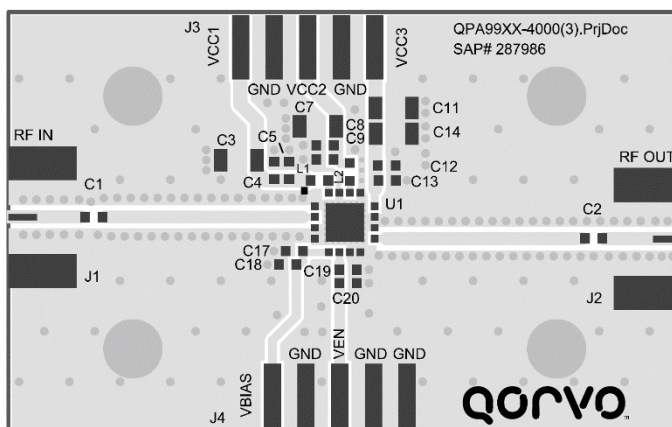 QPA99XX-4000(3).PrjDoc
SAP# 287986
J3
VCC1
GND
VCC2
GND
VCC3
C7
C11
C8
C14
C9
RF IN
C3
C5
C12
RF OUT
L1
L2
C4
C13
C1
U1
C2
C17
C18
C19
J1
C20
J2
VBIAS
GND
VEN
GND
GND
J4
QORVO
™